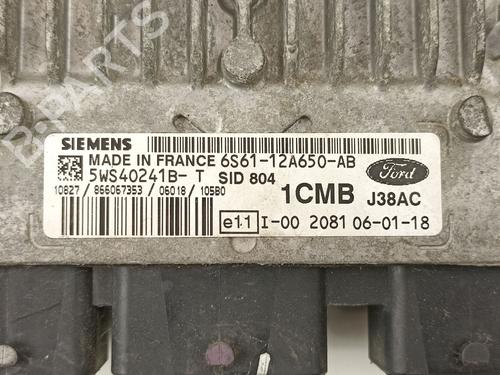 B-PARTS
SIEMENS
MADE IN FRANCE 6S61-12A650-AB
5WS40241B- T SID 804
10827/ 866067353 /06018 /10580
1CMB J38AC
Ford
e11 I-00 2081 06-01-18